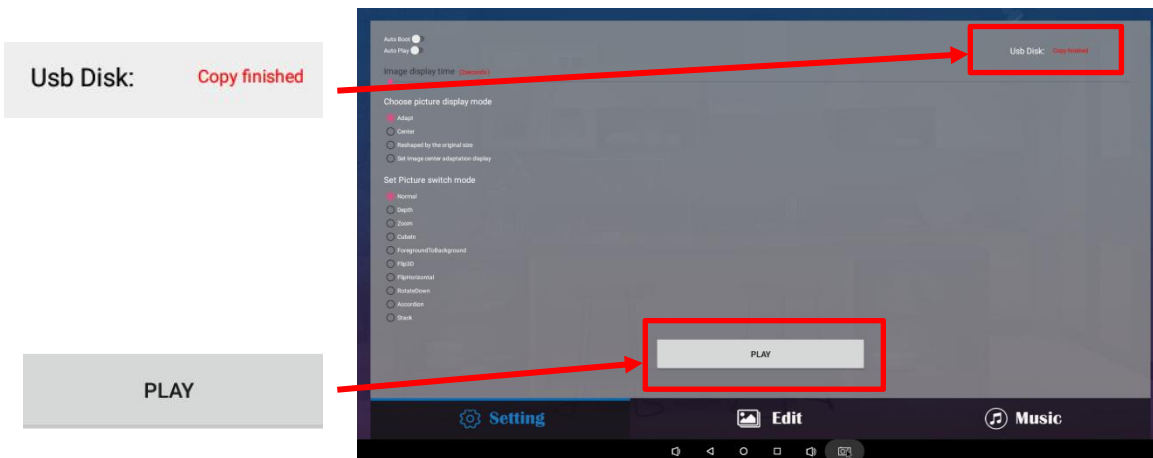 Usb Disk: Copy finished
PLAY
Auto Boot
Auto Play
Usb Disk: Copy finished
Image display time (2seconds)
Choose picture display mode
Adapt
Center
Reshaped by the original size
Set image center adaptation display
Set Picture switch mode
Normal
Depth
Zoom
CubeIn
ForegroundToBackground
Flip3D
FlipHorizontal
RotateDown
Accordion
Stack
PLAY
Setting
Edit
Music